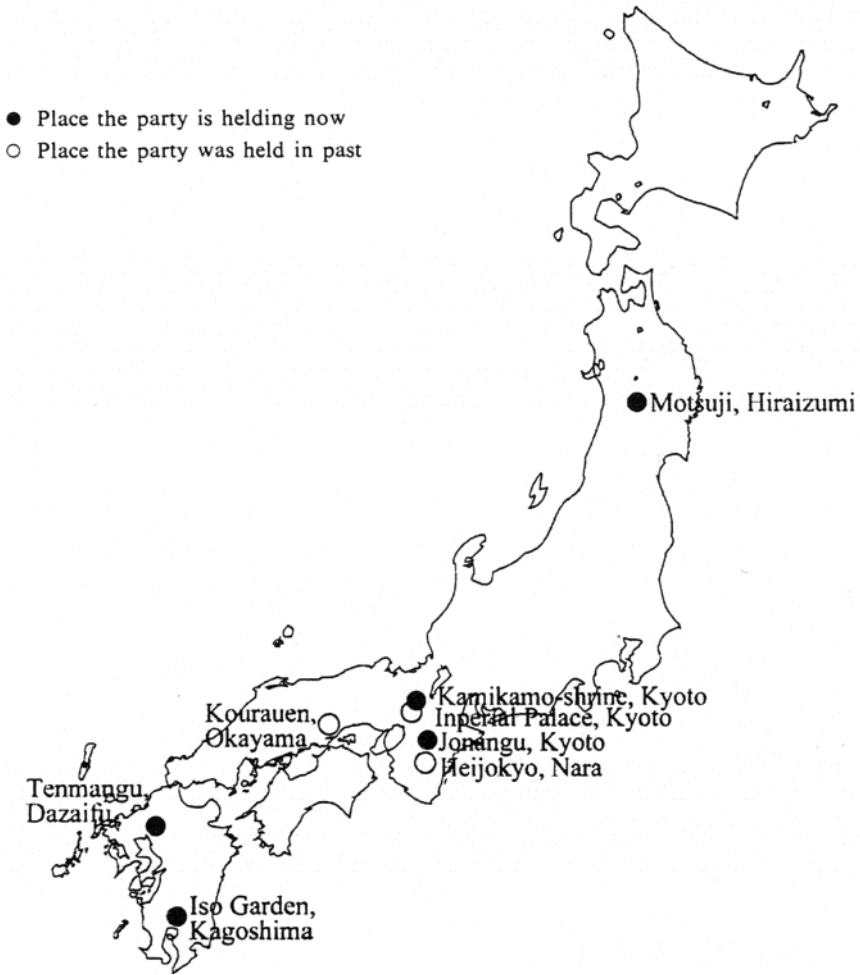 ● Place the party is helding now
○ Place the party was held in past
Motsuji, Hiraizumi
Kamikamo-shrine, Kyoto
Inperial Palace, Kyoto
Jonangu, Kyoto
Heijokyo, Nara
Kourauen,
Okayama
Tenmangu,
Dazaifu
Iso Garden,
Kagoshima